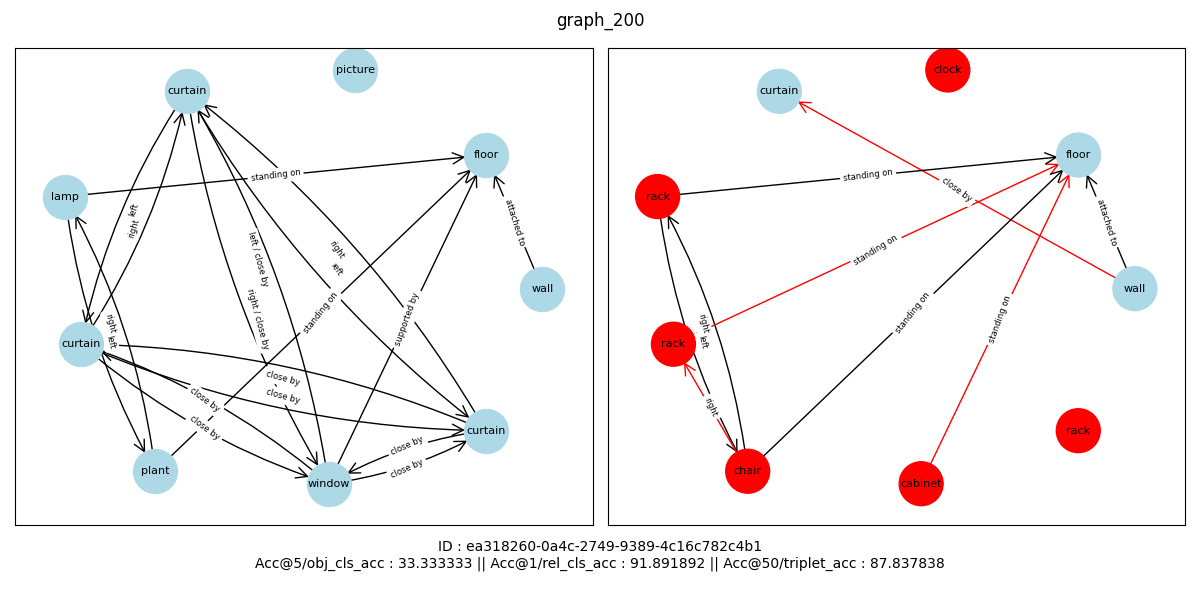 graph_200
picture
curtain
floor
lamp
standing on
left
right
attached to
left / close by
right
left
wall
right / close by
standing on
supported by
right
left
curtain
close by
close by
close by
close by
curtain
close by
close by
plant
window
clock
curtain
floor
rack
standing on
close by
attached to
standing on
wall
standing on
standing on
right
left
rack
right
rack
chair
cabinet
ID : ea318260-0a4c-2749-9389-4c16c782c4b1
Acc@5/obj_cls_acc : 33.333333 || Acc@1/rel_cls_acc : 91.891892 || Acc@50/triplet_acc : 87.837838